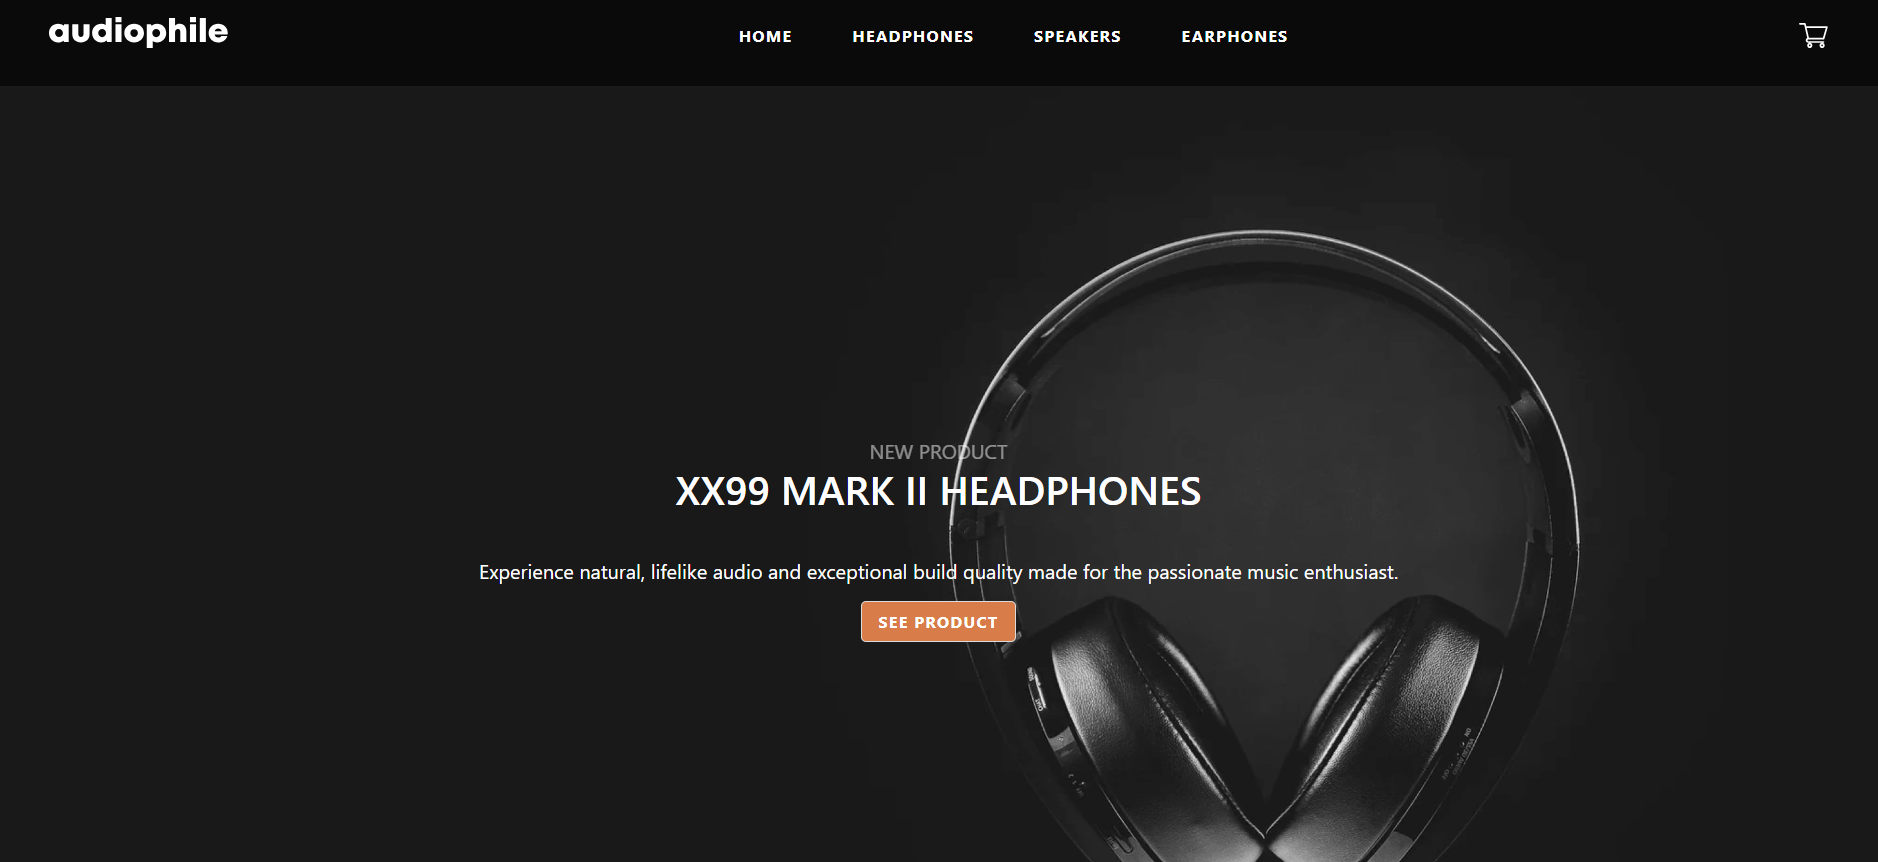 audiophile
HOME HEADPHONES SPEAKERS EARPHONES
NEW PRODUCT
XX99 MARK II HEADPHONES
Experience natural, lifelike audio and exceptional build quality made for the passionate music enthusiast.
SEE PRODUCT